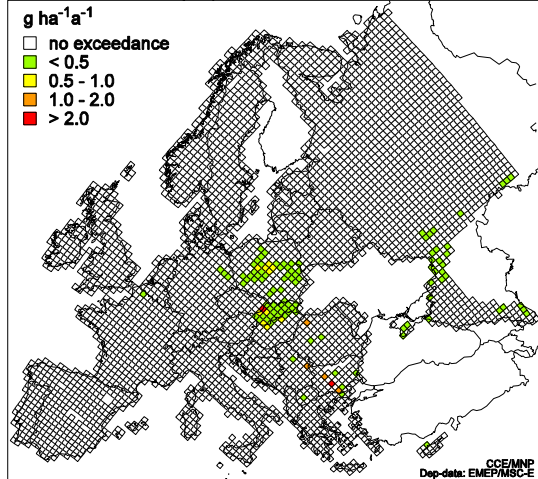 g ha⁻¹a⁻¹
no exceedance
< 0.5
0.5 - 1.0
1.0 - 2.0
> 2.0
CCE/MNP
Dep-data: EMEP/MSC-E